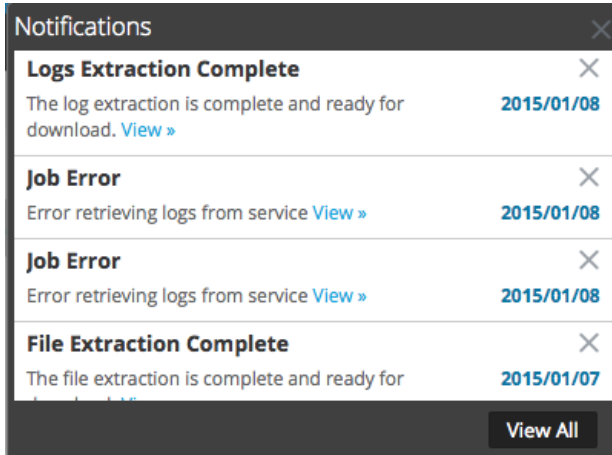 Notifications
Logs Extraction Complete
The log extraction is complete and ready for 2015/01/08
download. View »
Job Error
Error retrieving logs from service View » 2015/01/08
Job Error
Error retrieving logs from service View » 2015/01/08
File Extraction Complete
The file extraction is complete and ready for 2015/01/07
View All